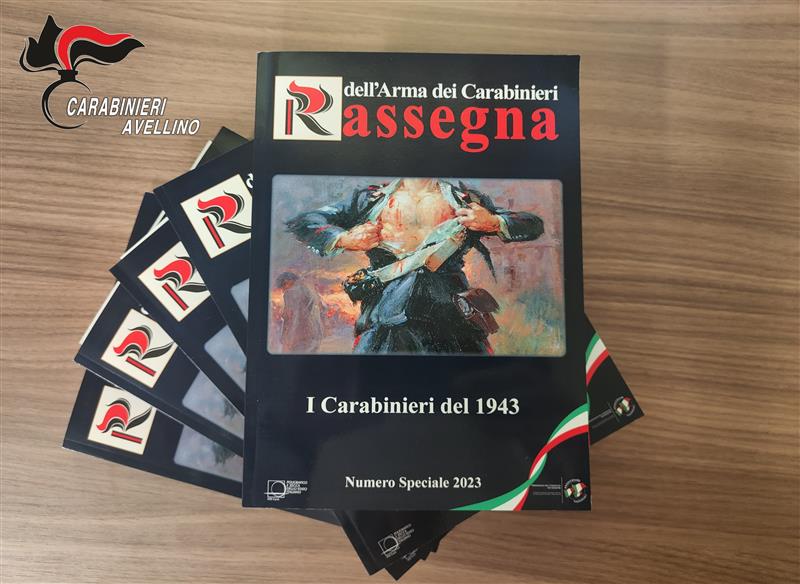 CARABINIERI
AVELLINO
dell'Arma dei Carabinieri
Rassegna
I Carabinieri del 1943
Numero Speciale 2023